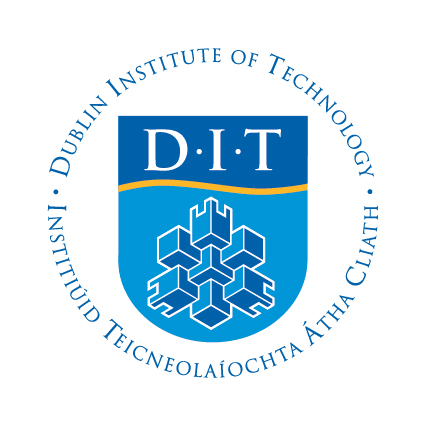 DUBLIN INSTITUTE OF TECHNOLOGY
D·I·T
INSTITIÚID TEICNEOLAÍOCHTA ÁTHA CLIATH